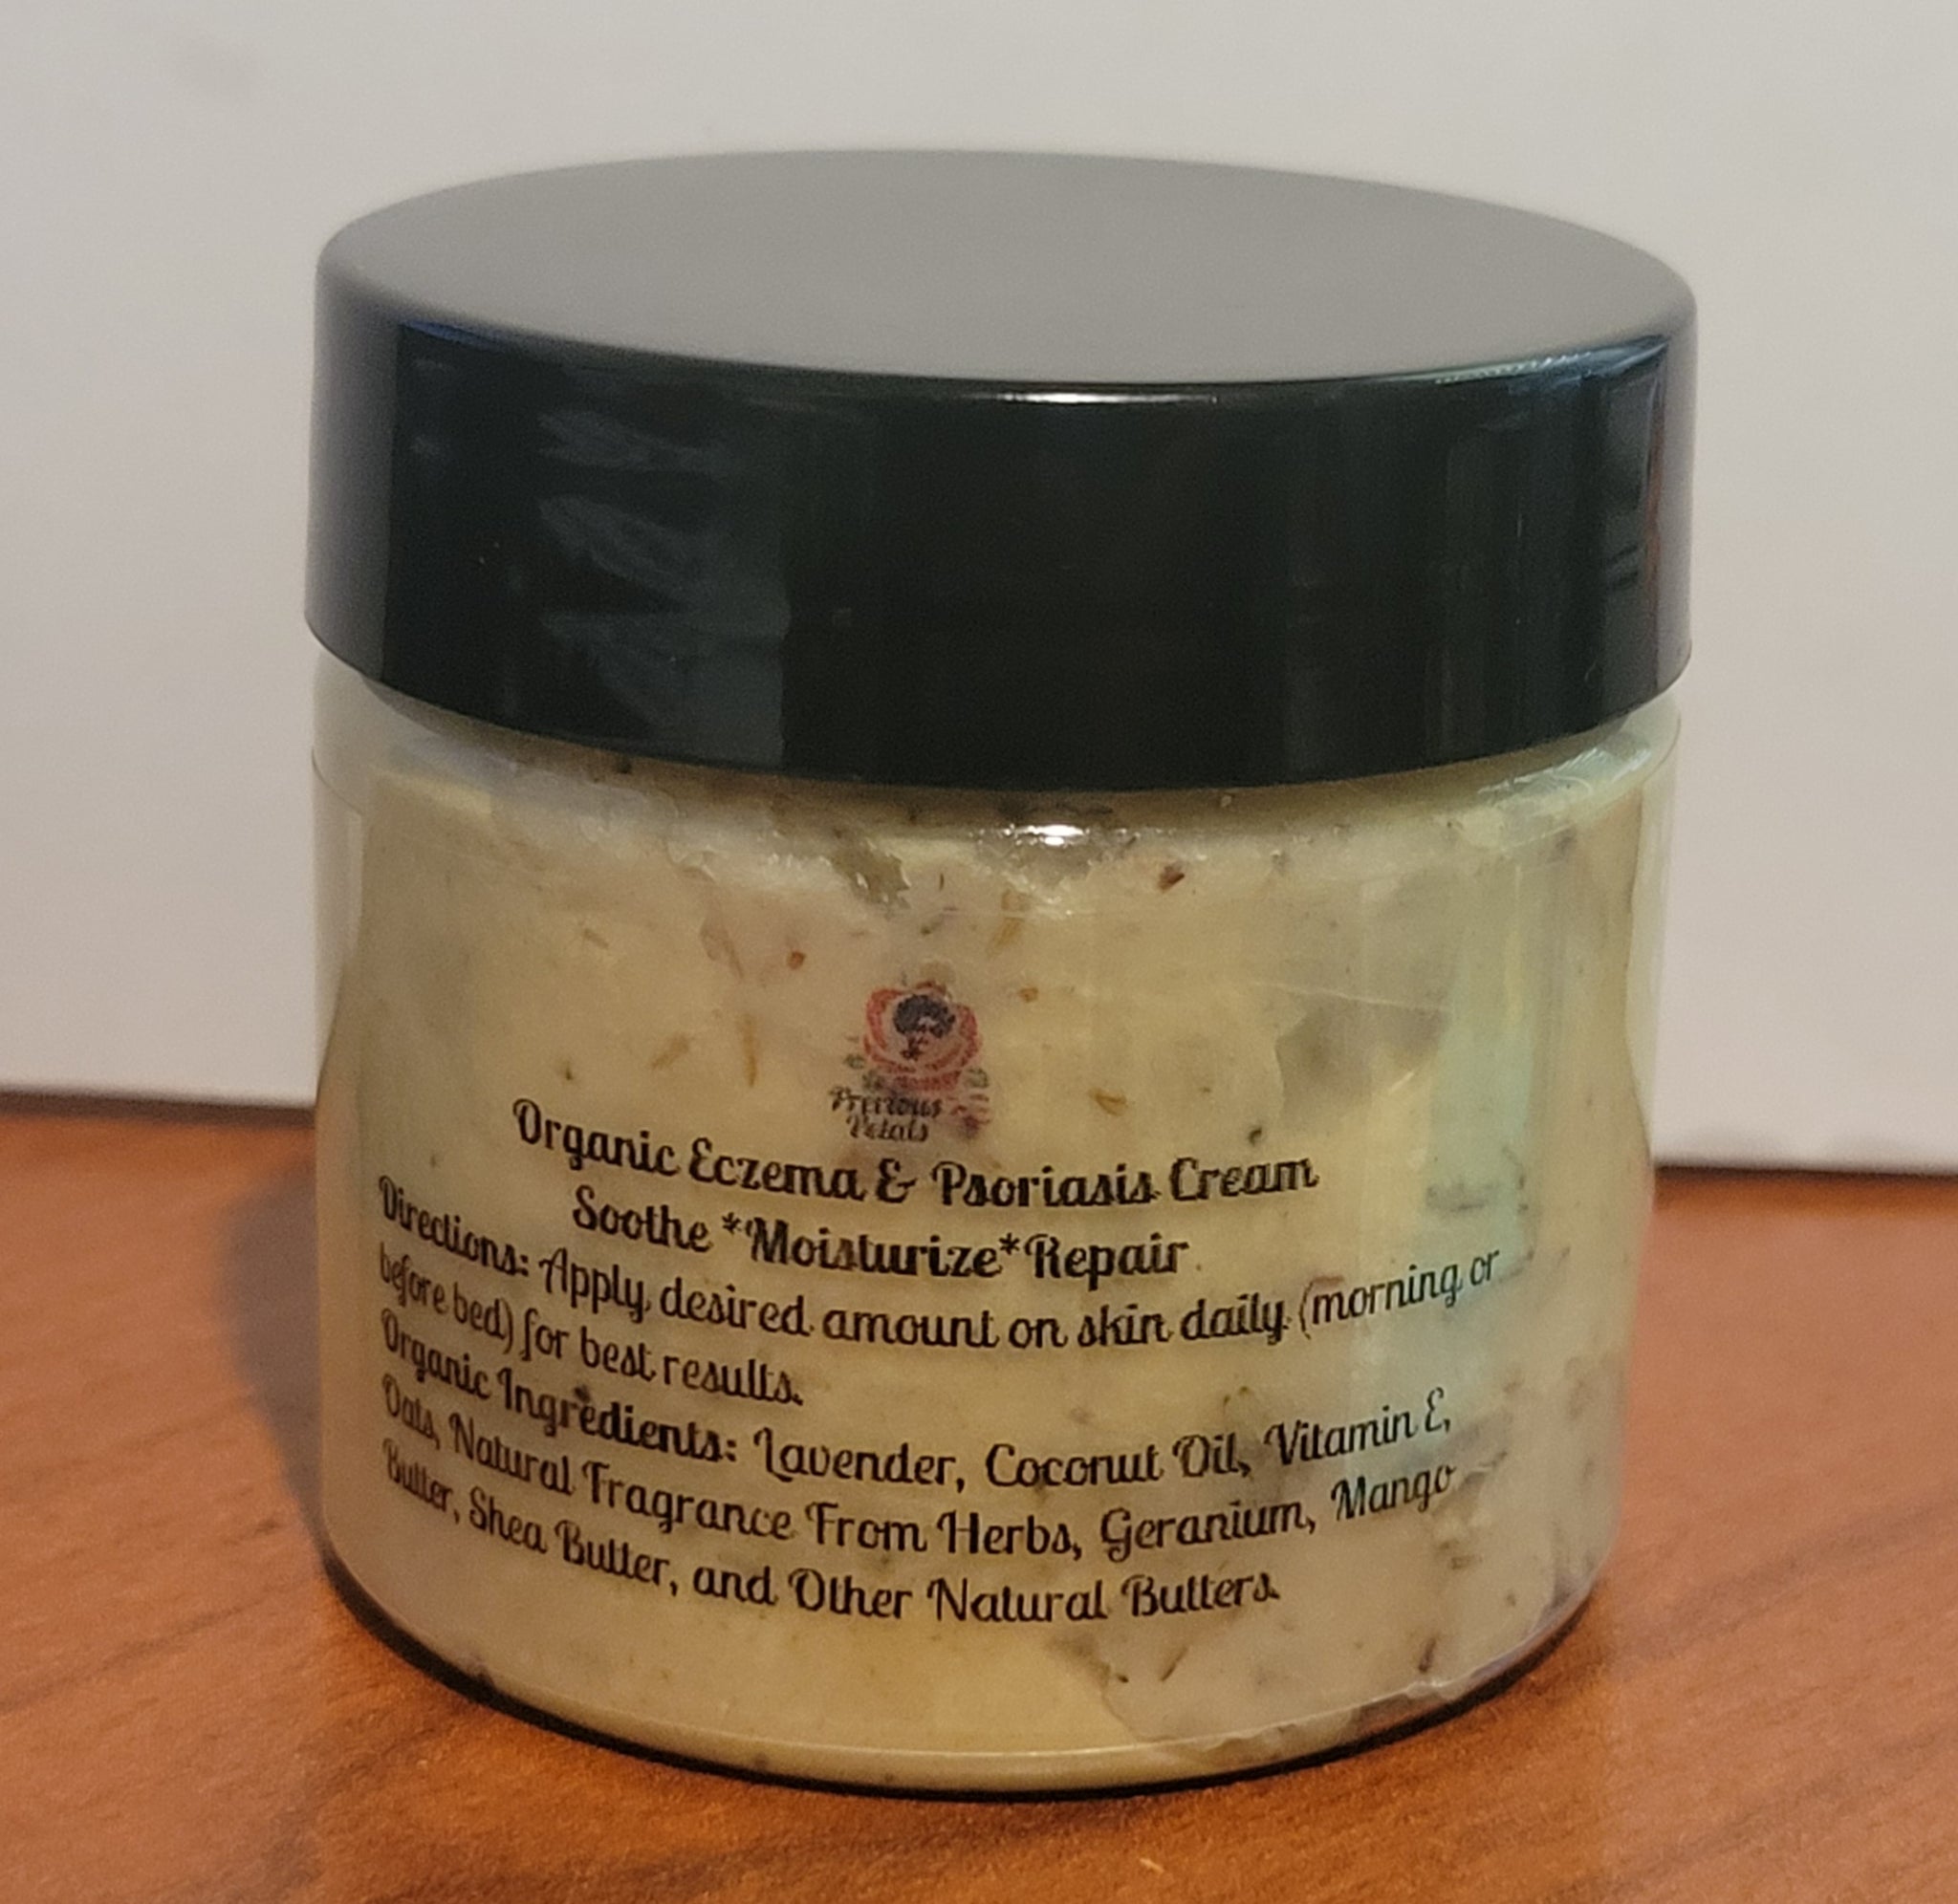 Precious
Petals
Organic Eczema & Psoriasis Cream
Soothe *Moisturize*Repair
Directions: Apply desired amount on skin daily (morning or
before bed) for best results.
Organic Ingredients: Lavender, Coconut Oil, Vitamin E,
Oats, Natural Fragrance From Herbs, Geranium, Mango
Butter, Shea Butter, and Other Natural Butters.